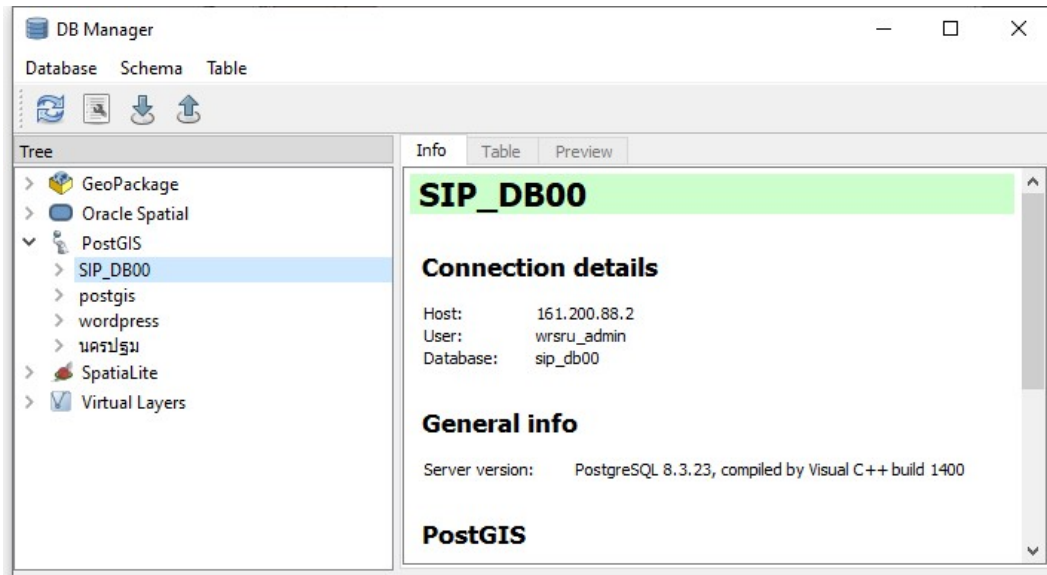 DB Manager
Database Schema Table
Tree
GeoPackage
Oracle Spatial
PostGIS
SIP_DB00
postgis
wordpress
นครปฐม
SpatiaLite
Virtual Layers
Info Table Preview
SIP_DB00
Connection details
Host: 161.200.88.2
User: wrsru_admin
Database: sip_db00
General info
Server version: PostgreSQL 8.3.23, compiled by Visual C++ build 1400
PostGIS